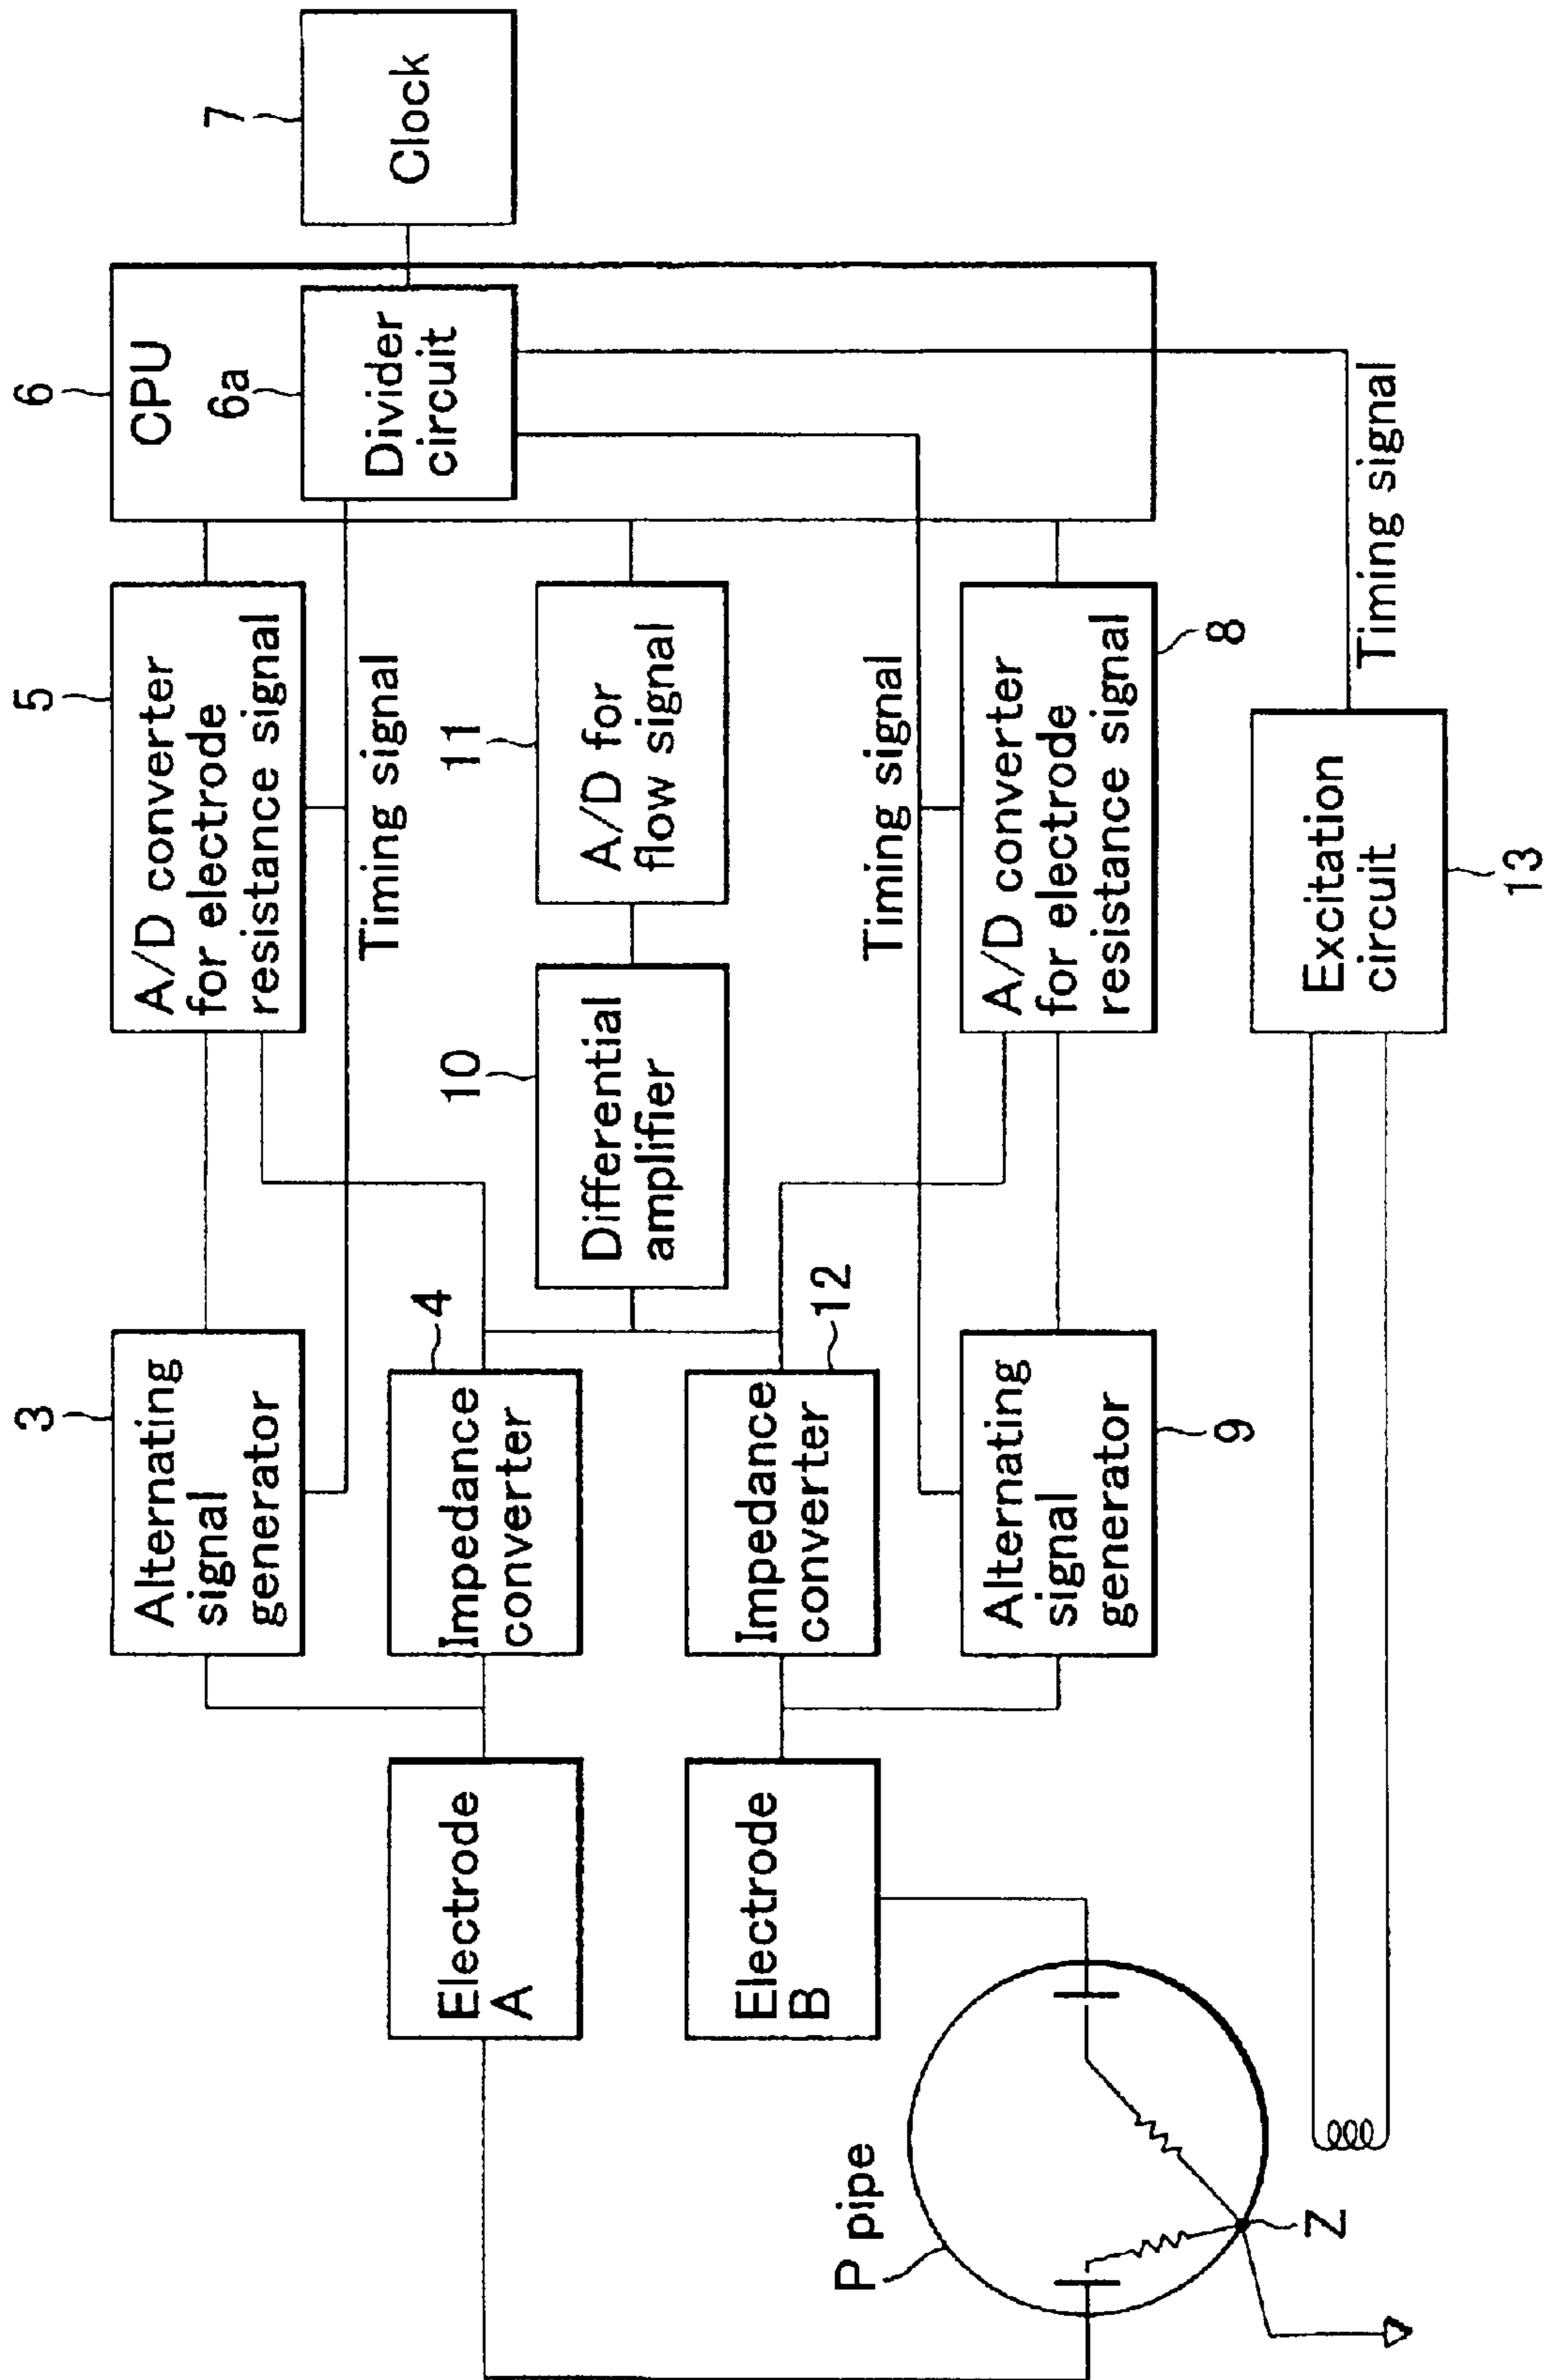 3
Alternating
signal
generator
5
A/D converter
for electrode
resistance signal
6
CPU
6a
Divider
circuit
7
Clock
Timing signal
Electrode
A
4
Impedance
converter
10
Differential
amplifier
11
A/D for
flow signal
Electrode
B
12
Impedance
converter
Timing signal
9
Alternating
signal
generator
8
A/D converter
for electrode
resistance signal
P pipe
Z
13
Excitation
circuit
Timing signal